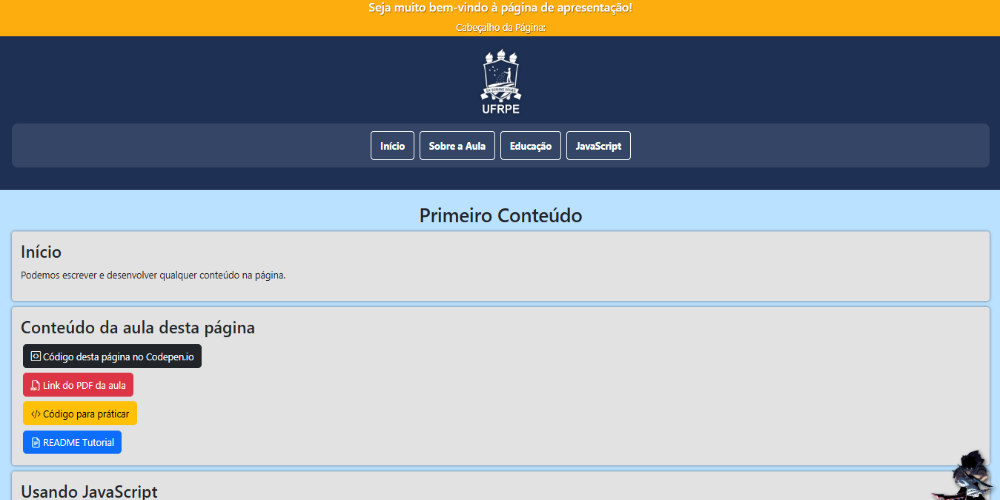 Seja muito bem-vindo à página de apresentação!
Cabeçalho da Página:
UFRPE
Início
Sobre a Aula
Educação
JavaScript
Primeiro Conteúdo
Início
Podemos escrever e desenvolver qualquer conteúdo na página.
Conteúdo da aula desta página
Código desta página no Codepen.io
Link do PDF da aula
Código para práticar
README Tutorial
Usando JavaScript